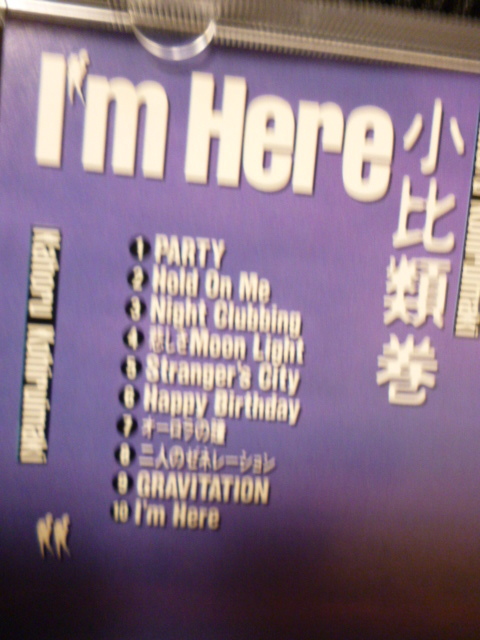 I'm Here
小比類巻
Kahoru Kohiruimaki
1 PARTY
2 Hold On Me
3 Night Clubbing
4 悲しきMoon Light
5 Stranger's City
6 Happy Birthday
7 オーロラの
8 二人のゼネレーション
9 GRAVITATION
10 I'm Here